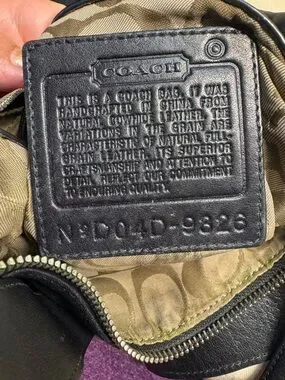 COACH
THIS IS A COACH BAG. IT WAS
HANDCRAFTED IN CHINA FROM
NATURAL COWHIDE LEATHER. THE
VARIATIONS IN THE GRAIN ARE
CHARACTERISTIC OF NATURAL FULL-
GRAIN LEATHER. ITS SUPERIOR
CRAFTSMANSHIP AND ATTENTION TO
DETAIL REFLECT OUR COMMITMENT
TO ENDURING QUALITY.
NºD04D-9826